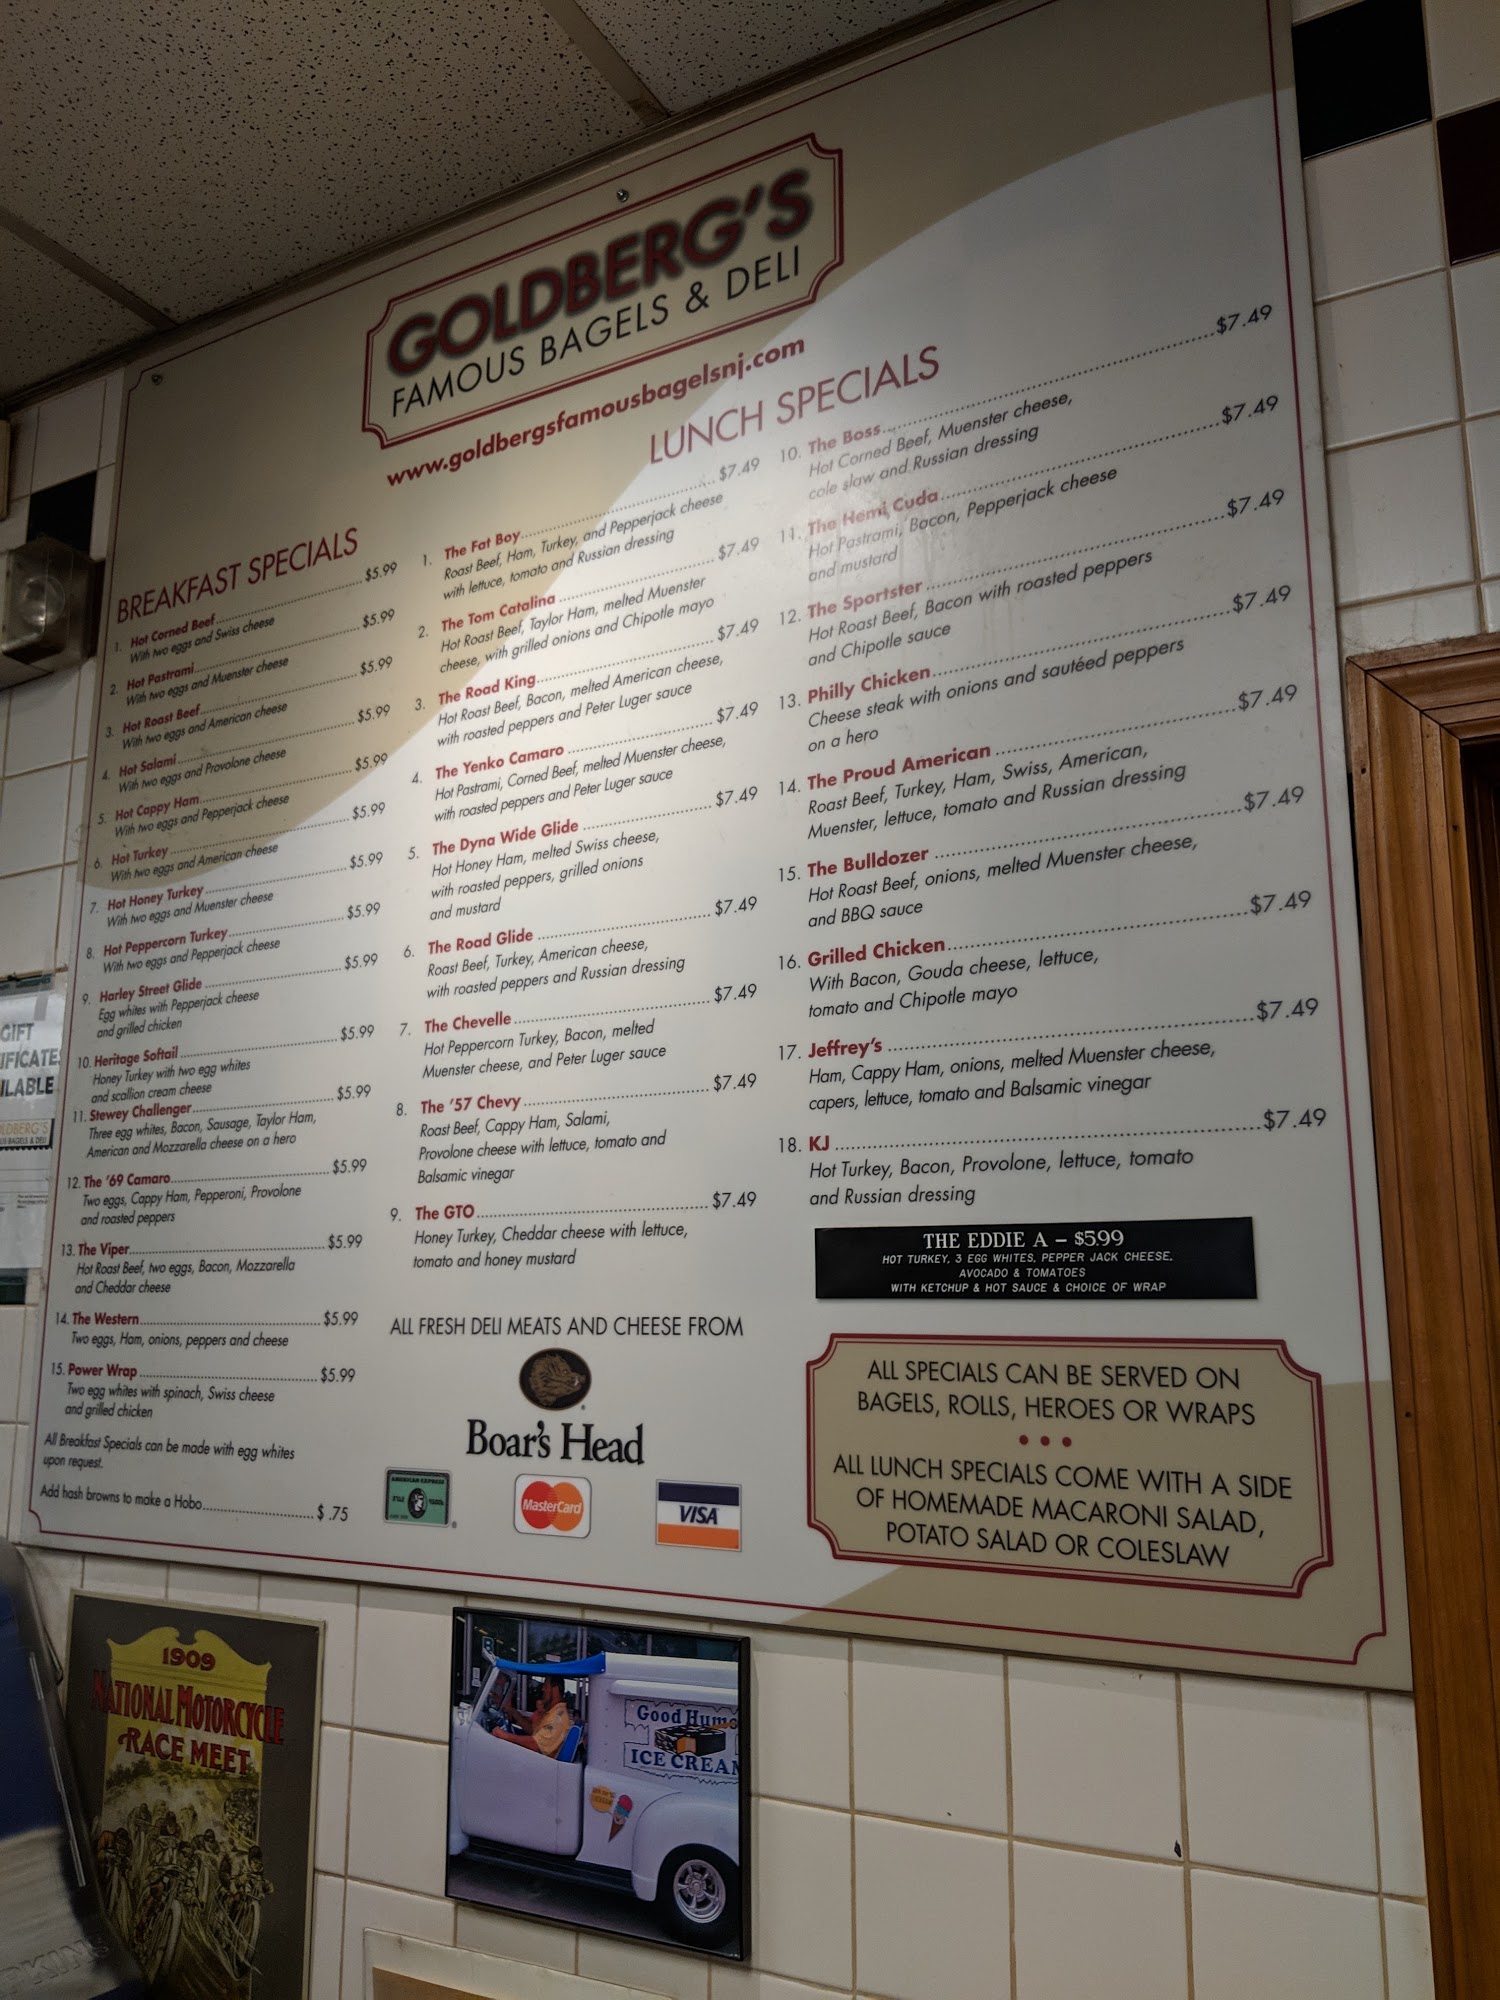 GOLDBERG'S
FAMOUS BAGELS & DELI
www.goldbergsfamousbagelsnj.com
BREAKFAST SPECIALS
1. Hot Corned Beef $5.99
With two eggs and Swiss cheese
2. Hot Pastrami $5.99
With two eggs and Muenster cheese
3. Hot Roast Beef $5.99
With two eggs and American cheese
4. Hot Salami $5.99
With two eggs and Provolone cheese
5. Hot Cappy Ham $5.99
With two eggs and Pepperjack cheese
6. Hot Turkey $5.99
With two eggs and American cheese
7. Hot Honey Turkey $5.99
With two eggs and Muenster cheese
8. Hot Peppercorn Turkey $5.99
With two eggs and Pepperjack cheese
9. Harley Street Glide $5.99
Egg whites with Pepperjack cheese
and grilled chicken
10. Heritage Softail $5.99
Honey Turkey with two egg whites
and scallion cream cheese
11. Stewey Challenger $5.99
Three egg whites, Bacon, Sausage, Taylor Ham,
American and Mozzarella cheese on a hero
12. The '69 Camaro $5.99
Two eggs, Cappy Ham, Pepperoni, Provolone
and roasted peppers
13. The Viper $5.99
Hot Roast Beef, two eggs, Bacon, Mozzarella
and Cheddar cheese
14. The Western $5.99
Two eggs, Ham, onions, peppers and cheese
15. Power Wrap $5.99
Two egg whites with spinach, Swiss cheese
and grilled chicken
All Breakfast Specials can be made with egg whites
upon request.
Add hash browns to make a Hobo $ .75
LUNCH SPECIALS
1. The Fat Boy $7.49
Roast Beef, Ham, Turkey, and Pepperjack cheese
with lettuce, tomato and Russian dressing
2. The Tom Catalina $7.49
Hot Roast Beef, Taylor Ham, melted Muenster
cheese, with grilled onions and Chipotle mayo
3. The Road King $7.49
Hot Roast Beef, Bacon, melted American cheese,
with roasted peppers and Peter Luger sauce
4. The Yenko Camaro $7.49
Hot Pastrami, Corned Beef, melted Muenster cheese,
with roasted peppers and Peter Luger sauce
5. The Dyna Wide Glide $7.49
Hot Honey Ham, melted Swiss cheese,
with roasted peppers, grilled onions
and mustard
6. The Road Glide $7.49
Roast Beef, Turkey, American cheese,
with roasted peppers and Russian dressing
7. The Chevelle $7.49
Hot Peppercorn Turkey, Bacon, melted
Muenster cheese, and Peter Luger sauce
8. The '57 Chevy $7.49
Roast Beef, Cappy Ham, Salami,
Provolone cheese with lettuce, tomato and
Balsamic vinegar
9. The GTO $7.49
Honey Turkey, Cheddar cheese with lettuce,
tomato and honey mustard
10. The Boss $7.49
Hot Corned Beef, Muenster cheese,
cole slaw and Russian dressing
11. The Hemi Cuda $7.49
Hot Pastrami, Bacon, Pepperjack cheese
and mustard
12. The Sportster $7.49
Hot Roast Beef, Bacon with roasted peppers
and Chipotle sauce
13. Philly Chicken $7.49
Cheese steak with onions and sautéed peppers
on a hero
14. The Proud American $7.49
Roast Beef, Turkey, Ham, Swiss, American,
Muenster, lettuce, tomato and Russian dressing
15. The Bulldozer $7.49
Hot Roast Beef, onions, melted Muenster cheese,
and BBQ sauce
16. Grilled Chicken $7.49
With Bacon, Gouda cheese, lettuce,
tomato and Chipotle mayo
17. Jeffrey's $7.49
Ham, Cappy Ham, onions, melted Muenster cheese,
capers, lettuce, tomato and Balsamic vinegar
18. KJ $7.49
Hot Turkey, Bacon, Provolone, lettuce, tomato
and Russian dressing
THE EDDIE A – $5.99
HOT TURKEY, 3 EGG WHITES, PEPPER JACK CHEESE,
AVOCADO & TOMATOES
WITH KETCHUP & HOT SAUCE & CHOICE OF WRAP
ALL FRESH DELI MEATS AND CHEESE FROM
Boar's Head
AMERICAN EXPRESS
MasterCard
VISA
ALL SPECIALS CAN BE SERVED ON
BAGELS, ROLLS, HEROES OR WRAPS
ALL LUNCH SPECIALS COME WITH A SIDE
OF HOMEMADE MACARONI SALAD,
POTATO SALAD OR COLESLAW
GIFT
IFICATES
ILABLE
1909
NATIONAL MOTORCYCLE
RACE MEET
Good Humo
ICE CREAM